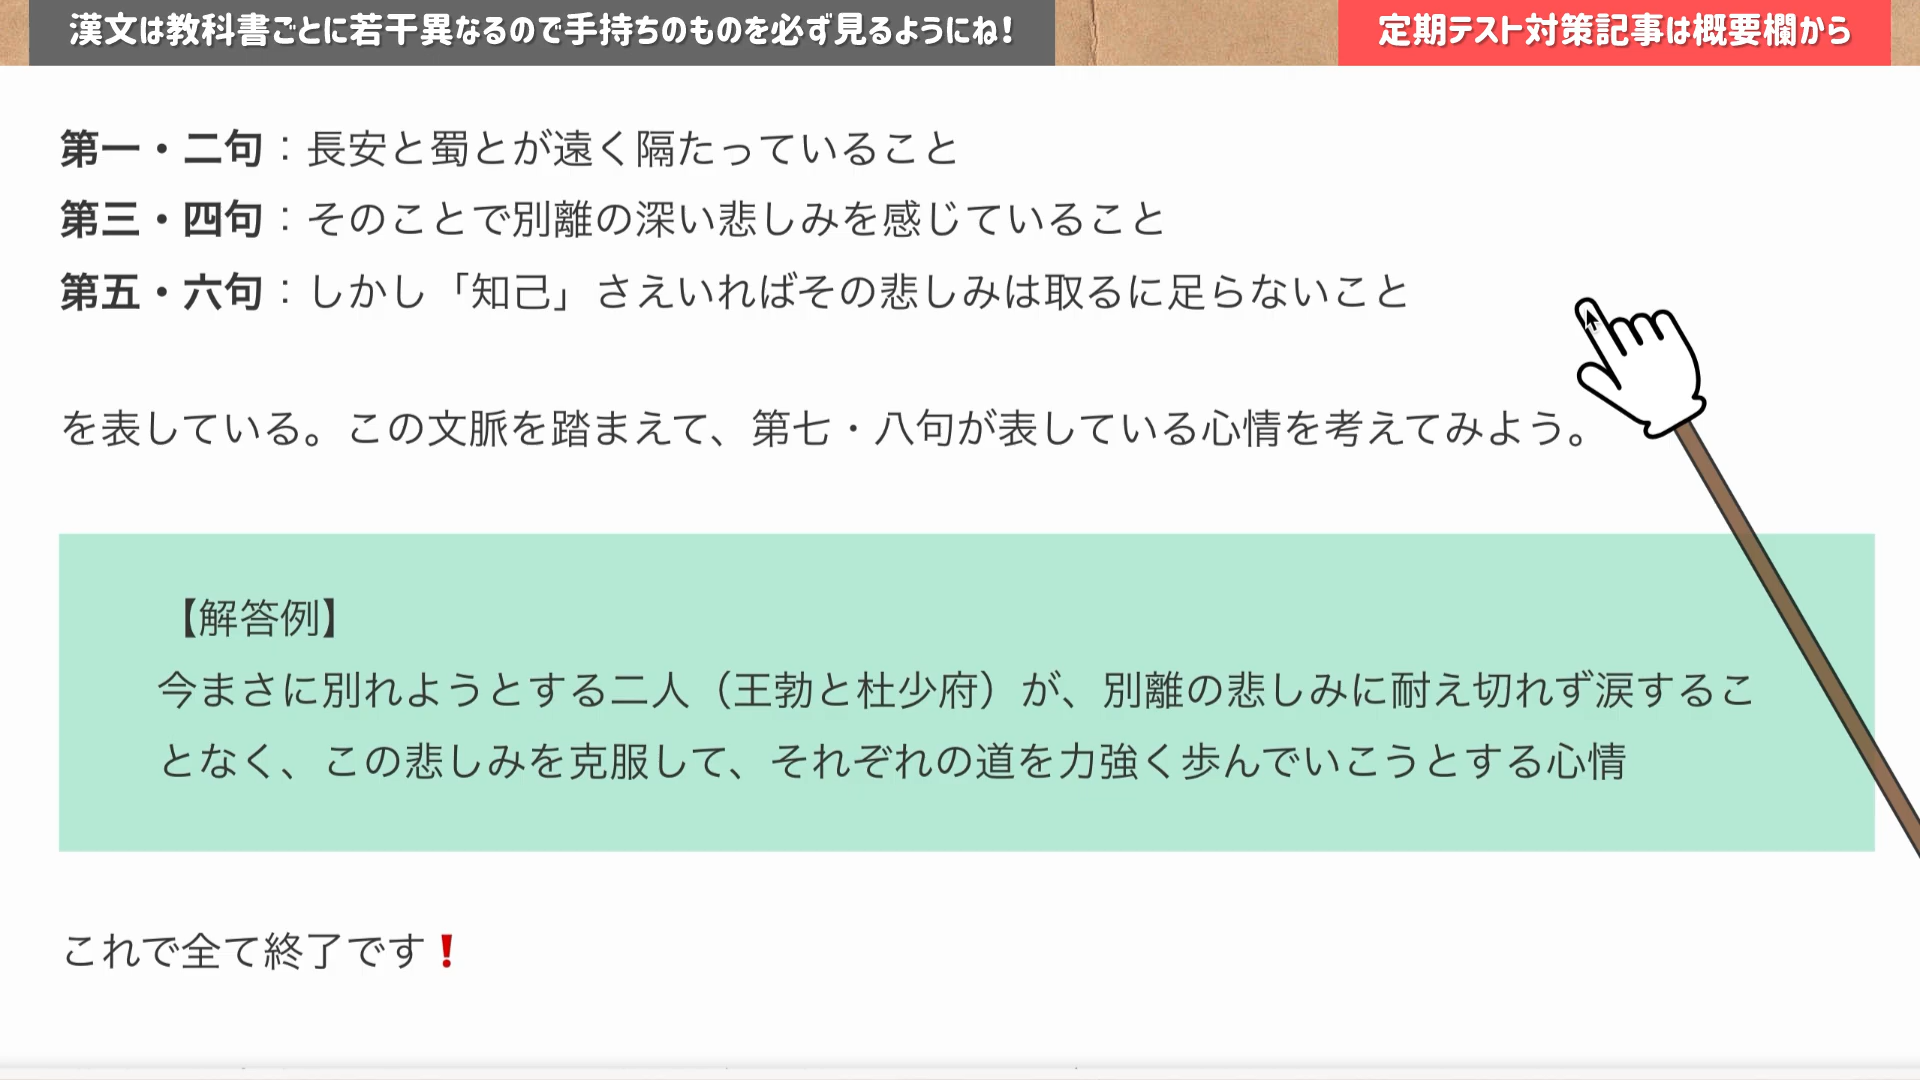 漢文は教科書ごとに若干異なるので手持ちのものを必ず見るようにね!
定期テスト対策記事は概要欄から
第一・二句：長安と蜀とが遠く隔たっていること
第三・四句：そのことで別離の深い悲しみを感じていること
第五・六句：しかし「知己」さえいればその悲しみは取るに足らないこと
を表している。この文脈を踏まえて、第七・八句が表している心情を考えてみよう。
【解答例】
今まさに別れようとする二人（王勃と杜少府）が、別離の悲しみに耐え切れず涙するこ
となく、この悲しみを克服して、それぞれの道を力強く歩んでいこうとする心情
これで全て終了です❗